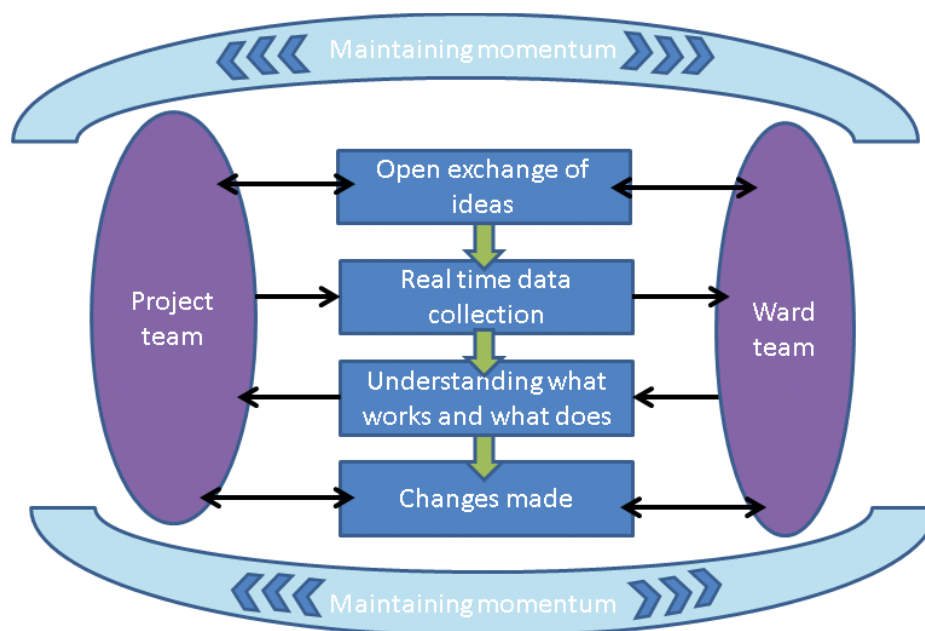 Maintaining momentum
Open exchange of
ideas
Real time data
collection
Project
team
Ward
team
Understanding what
works and what does
Changes made
Maintaining momentum